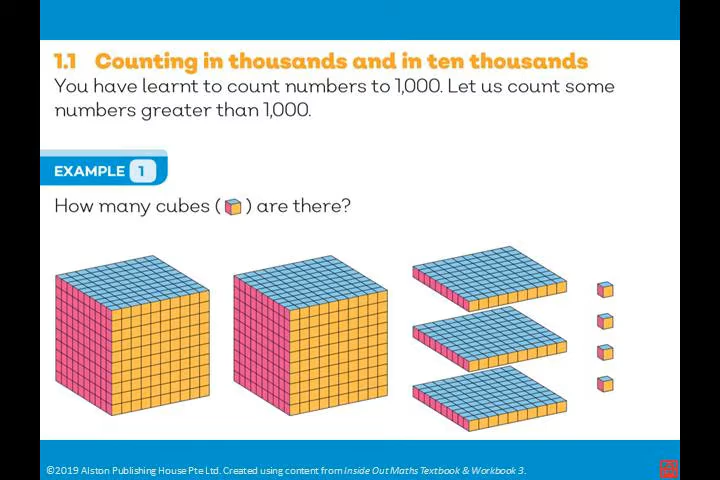 1.1 Counting in thousands and in ten thousands
You have learnt to count numbers to 1,000. Let us count some
numbers greater than 1,000.
EXAMPLE 1
How many cubes ( ) are there?
©2019 Alston Publishing House Pte Ltd. Created using content from Inside Out Maths Textbook & Workbook 3.